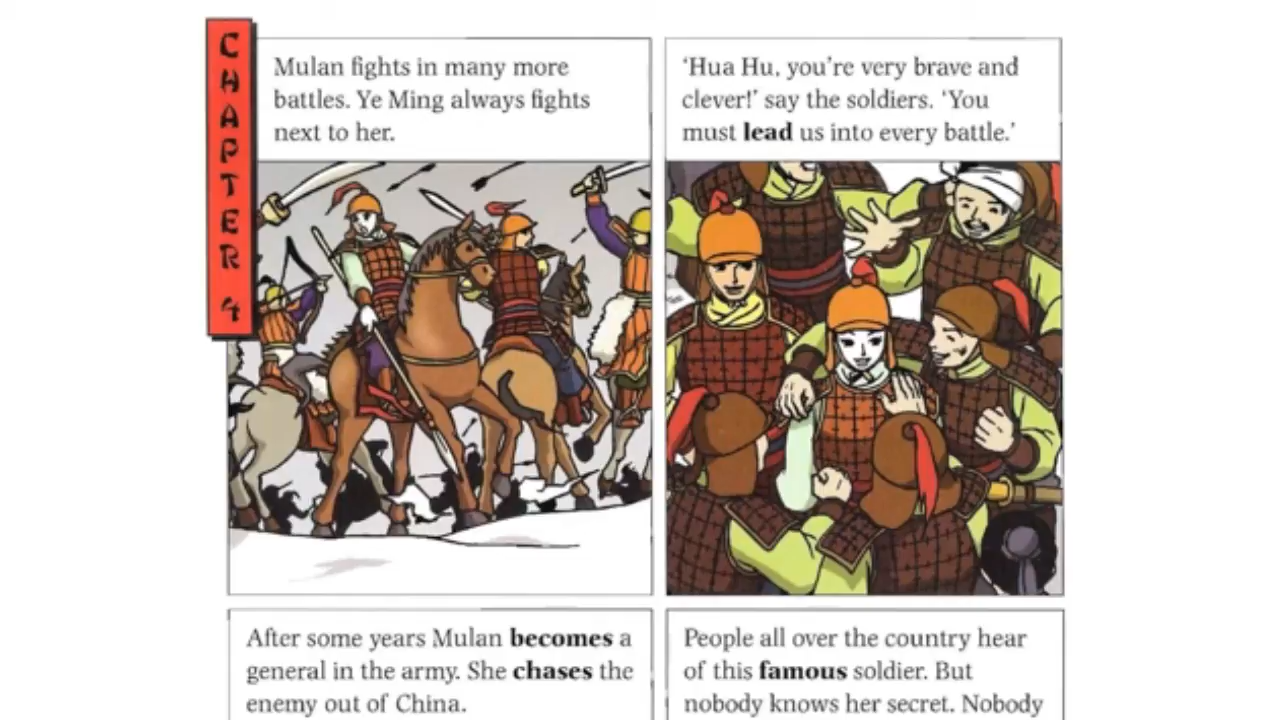 CHAPTER 4
Mulan fights in many more
battles. Ye Ming always fights
next to her.
‘Hua Hu, you’re very brave and
clever!’ say the soldiers. ‘You
must lead us into every battle.’
After some years Mulan becomes a
general in the army. She chases the
enemy out of China.
People all over the country hear
of this famous soldier. But
nobody knows her secret. Nobody